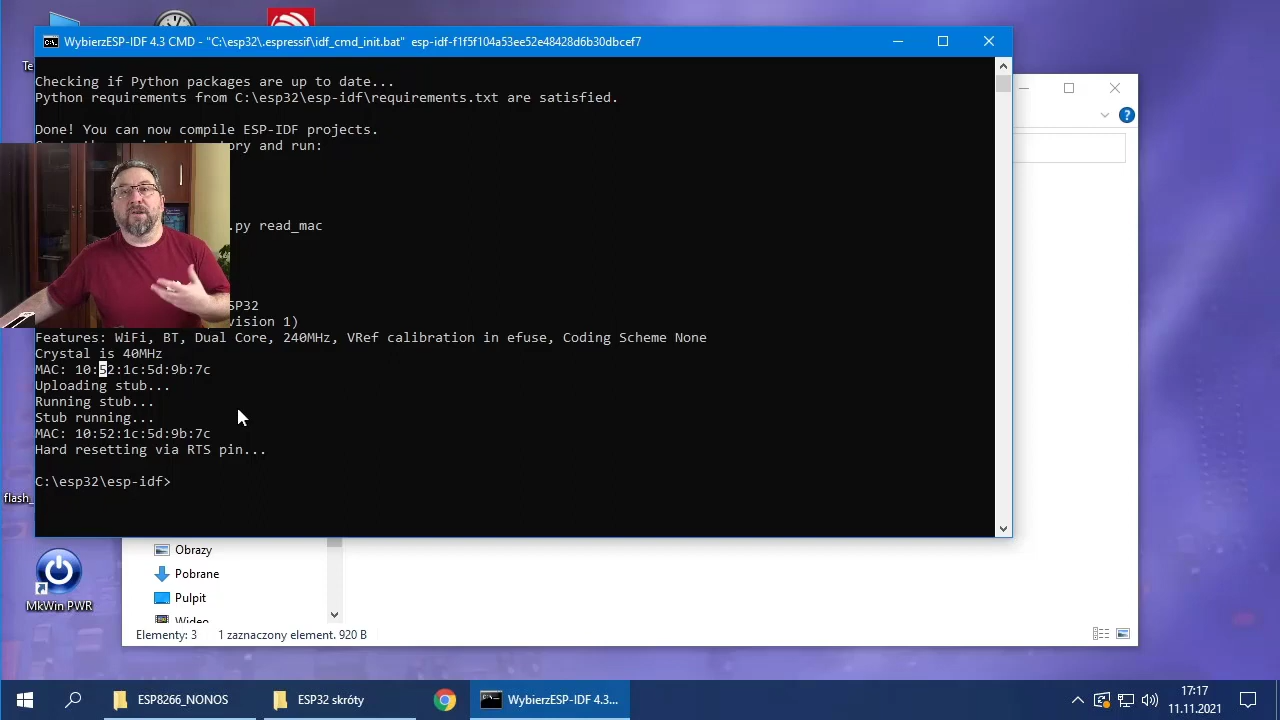 WybierzESP-IDF 4.3 CMD - "C:\esp32\.espressif\idf_cmd_init.bat" esp-idf-f1f5f104a53ee52e48428d6b30dbcef7
Checking if Python packages are up to date...
Python requirements from C:\esp32\esp-idf\requirements.txt are satisfied.
Done! You can now compile ESP-IDF projects.
ory and run:
.py read_mac
SP32
vision 1)
Features: WiFi, BT, Dual Core, 240MHz, VRef calibration in efuse, Coding Scheme None
Crystal is 40MHz
MAC: 10:52:1c:5d:9b:7c
Uploading stub...
Running stub...
Stub running...
MAC: 10:52:1c:5d:9b:7c
Hard resetting via RTS pin...
C:\esp32\esp-idf>
flash_
Obrazy
Pobrane
Pulpit
Wideo
MkWin PWR
Elementy: 3
1 zaznaczony element. 920 B
ESP8266_NONOS
ESP32 skróty
WybierzESP-IDF 4.3...
17:17
11.11.2021